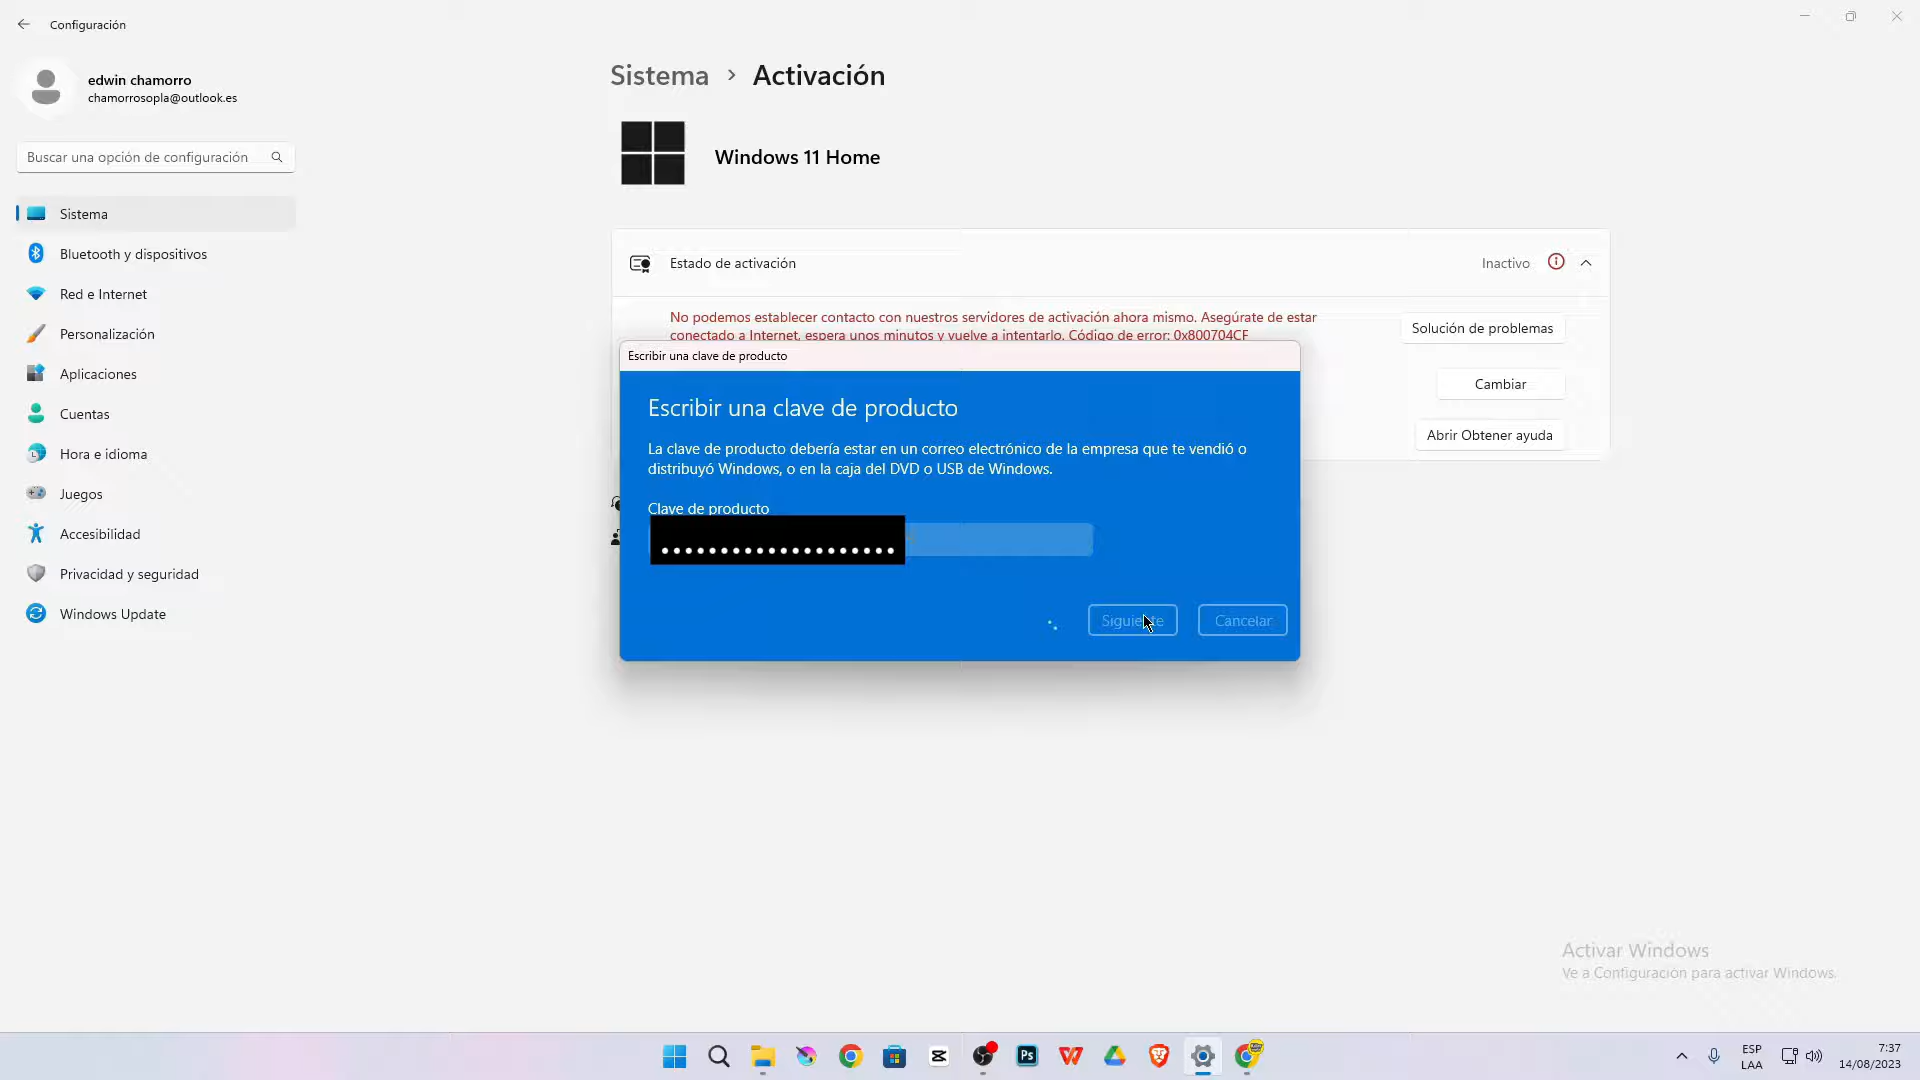 Configuración
edwin chamorro
chamorrosopla@outlook.es
Buscar una opción de configuración
Sistema
Bluetooth y dispositivos
Red e Internet
Personalización
Aplicaciones
Cuentas
Hora e idioma
Juegos
Accesibilidad
Privacidad y seguridad
Windows Update
Sistema > Activación
Windows 11 Home
Estado de activación
Inactivo
No podemos establecer contacto con nuestros servidores de activación ahora mismo. Asegúrate de estar
conectado a Internet, espera unos minutos y vuelve a intentarlo. Código de error: 0x800704CF
Solución de problemas
Cambiar
Abrir Obtener ayuda
Escribir una clave de producto
Escribir una clave de producto
La clave de producto debería estar en un correo electrónico de la empresa que te vendió o
distribuyó Windows, o en la caja del DVD o USB de Windows.
Clave de producto
Siguiente
Cancelar
Activar Windows
Ve a Configuración para activar Windows.
Ps
ESP
LAA
7:37
14/08/2023